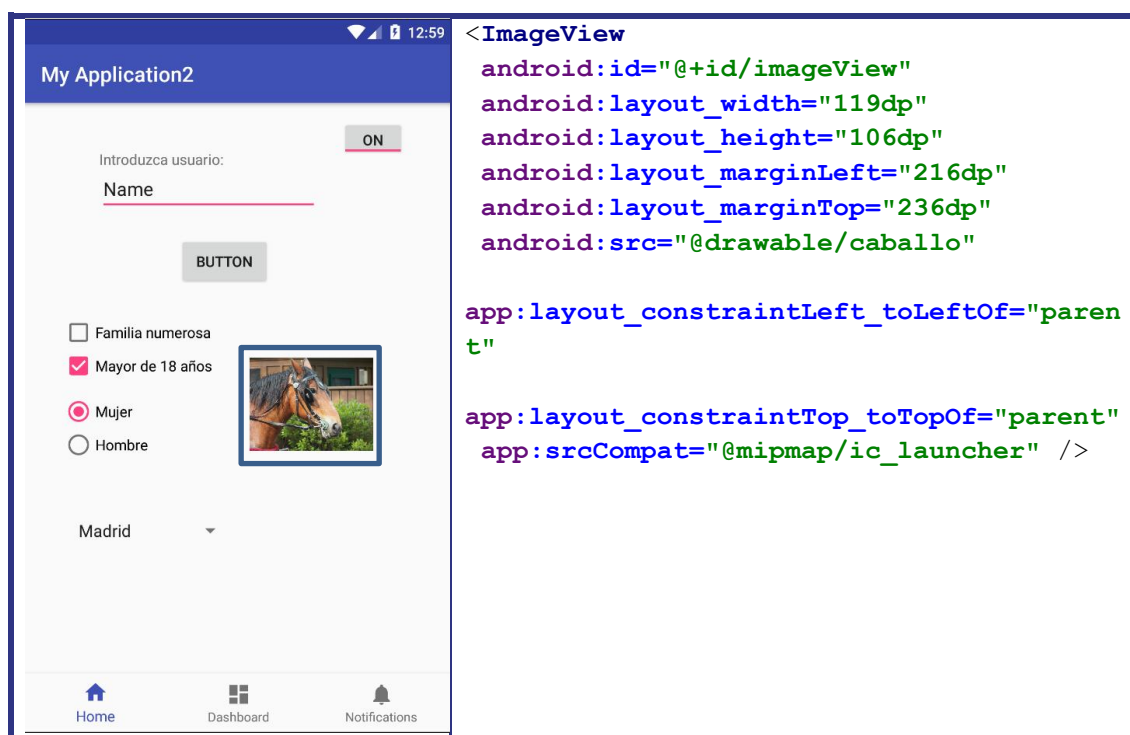 12:59
My Application2
ON
Introduzca usuario:
Name
BUTTON
Familia numerosa
Mayor de 18 años
Mujer
Hombre
Madrid
Home Dashboard Notifications
<ImageView
android:id="@+id/imageView"
android:layout_width="119dp"
android:layout_height="106dp"
android:layout_marginLeft="216dp"
android:layout_marginTop="236dp"
android:src="@drawable/caballo"
app:layout_constraintLeft_toLeftOf="paren
t"
app:layout_constraintTop_toTopOf="parent"
app:srcCompat="@mipmap/ic_launcher" />